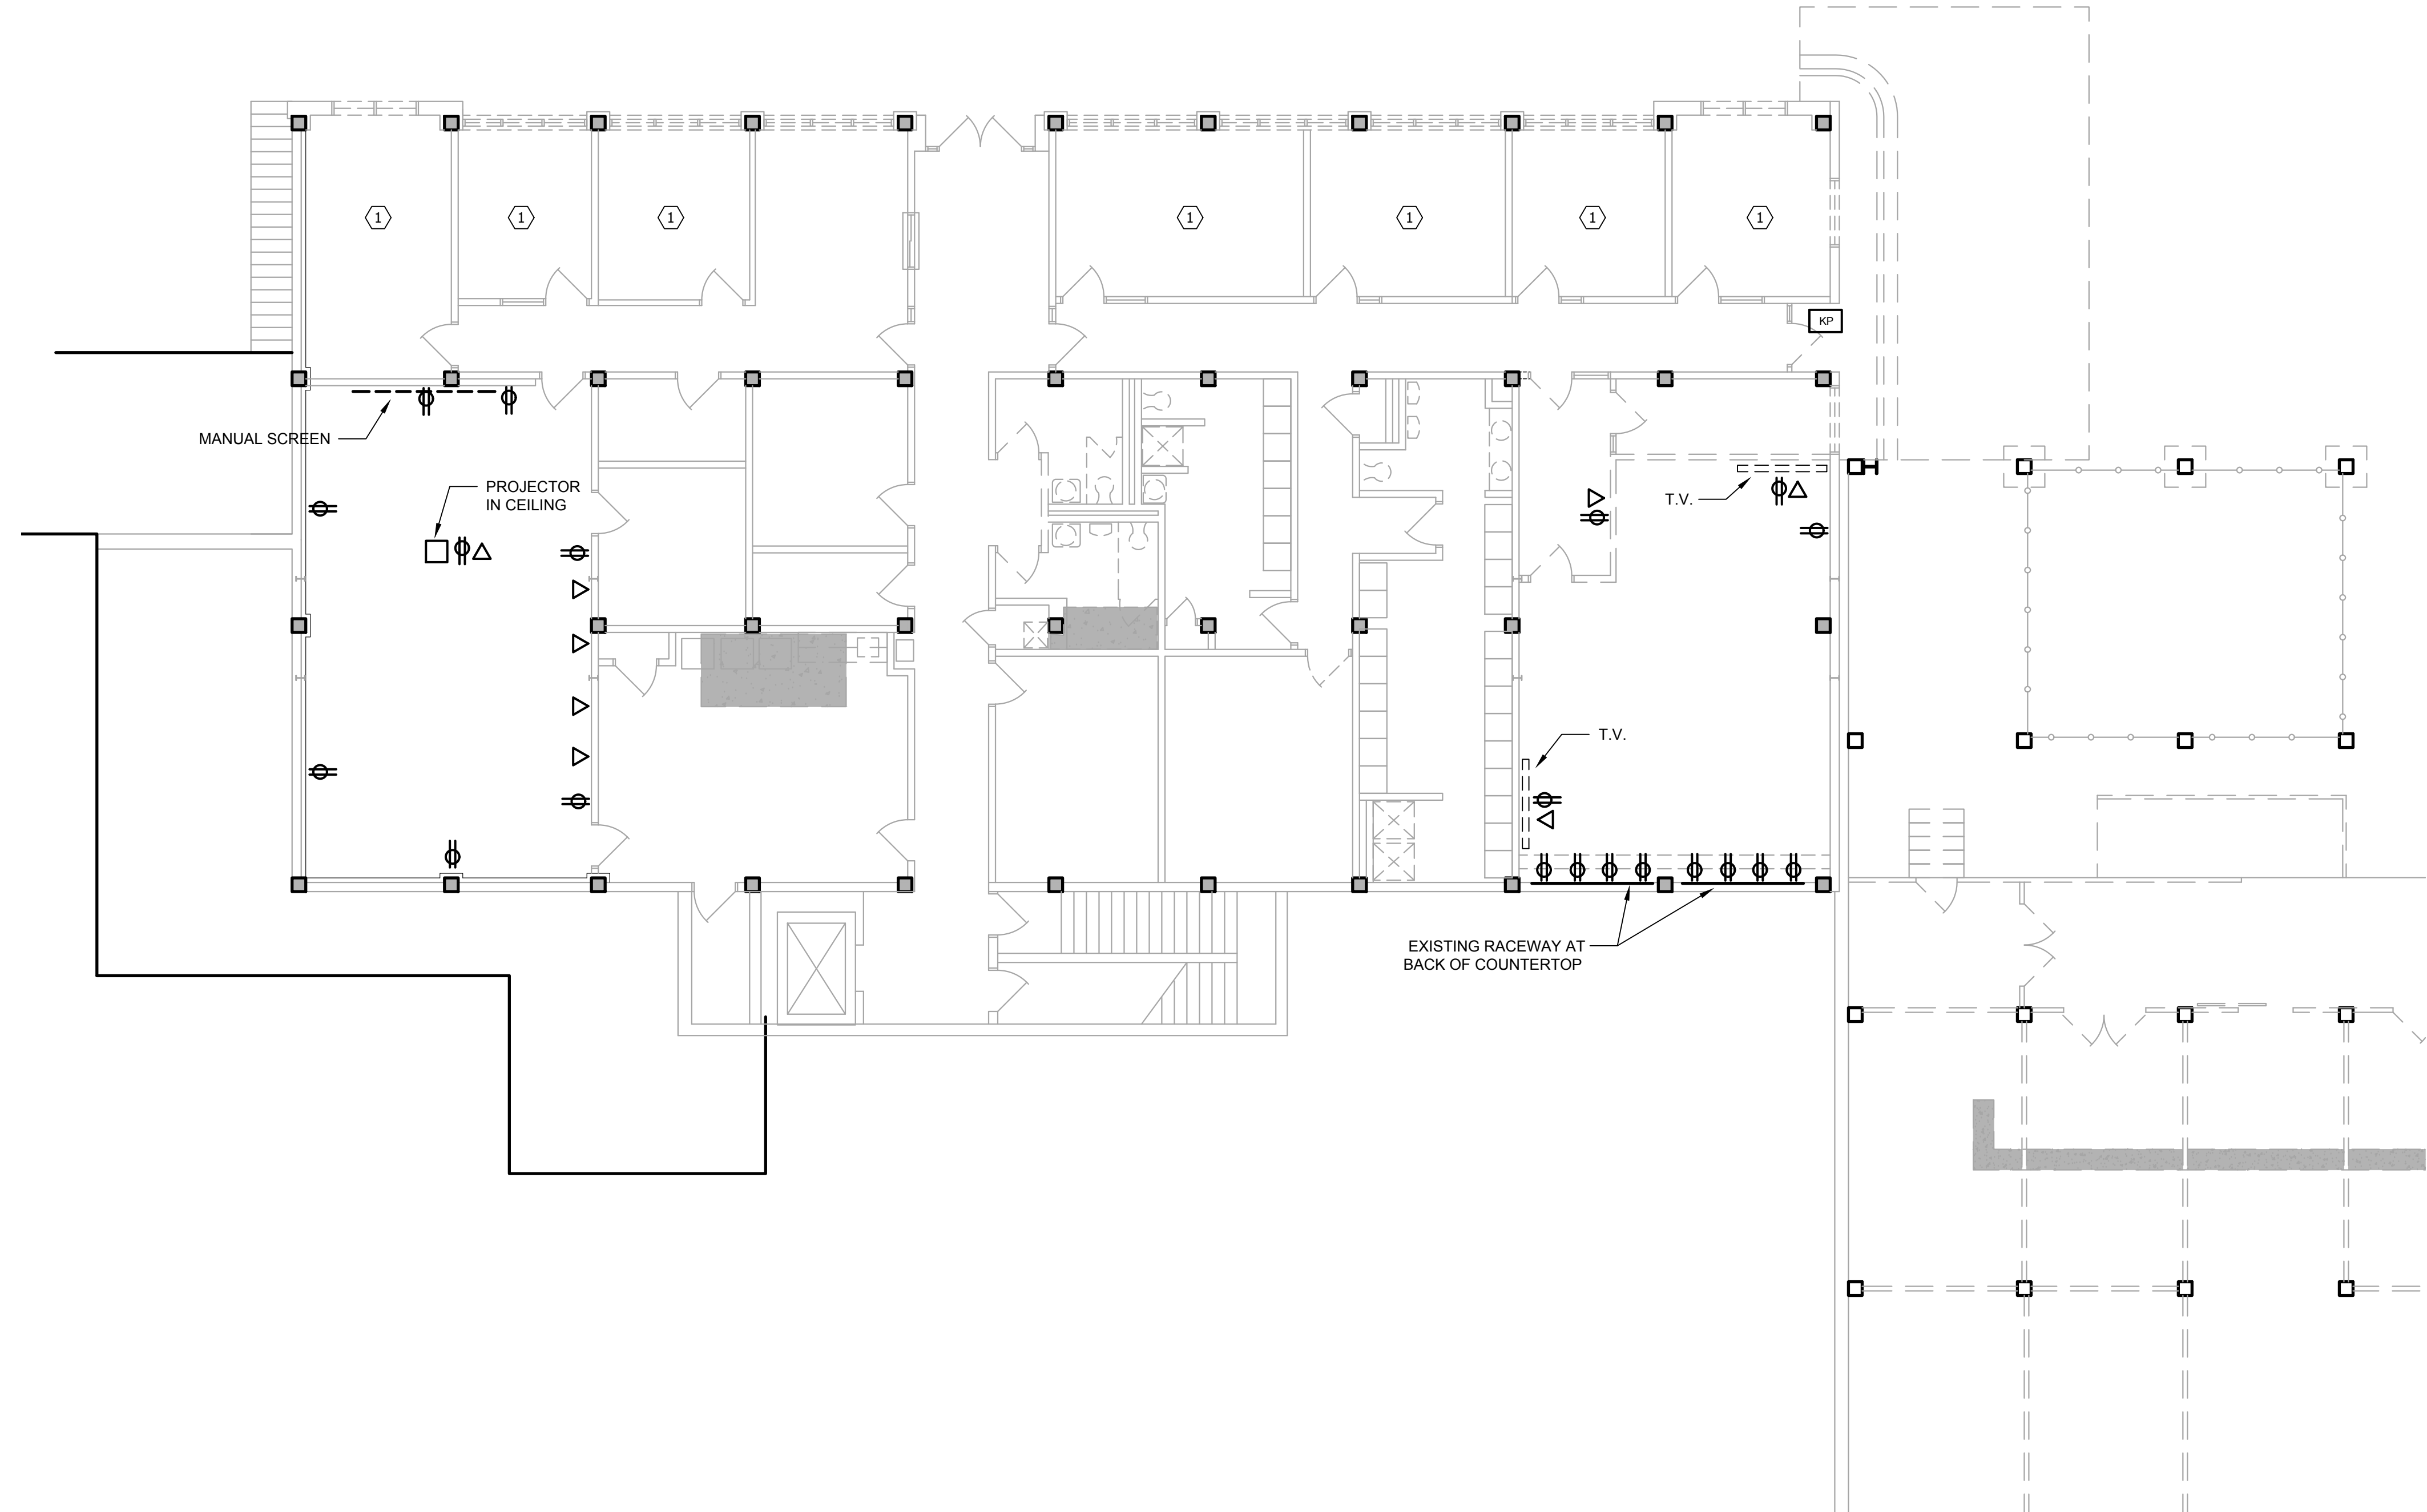 1
1
1
1
1
1
1
KP
MANUAL SCREEN
PROJECTOR
IN CEILING
T.V.
T.V.
EXISTING RACEWAY AT
BACK OF COUNTERTOP